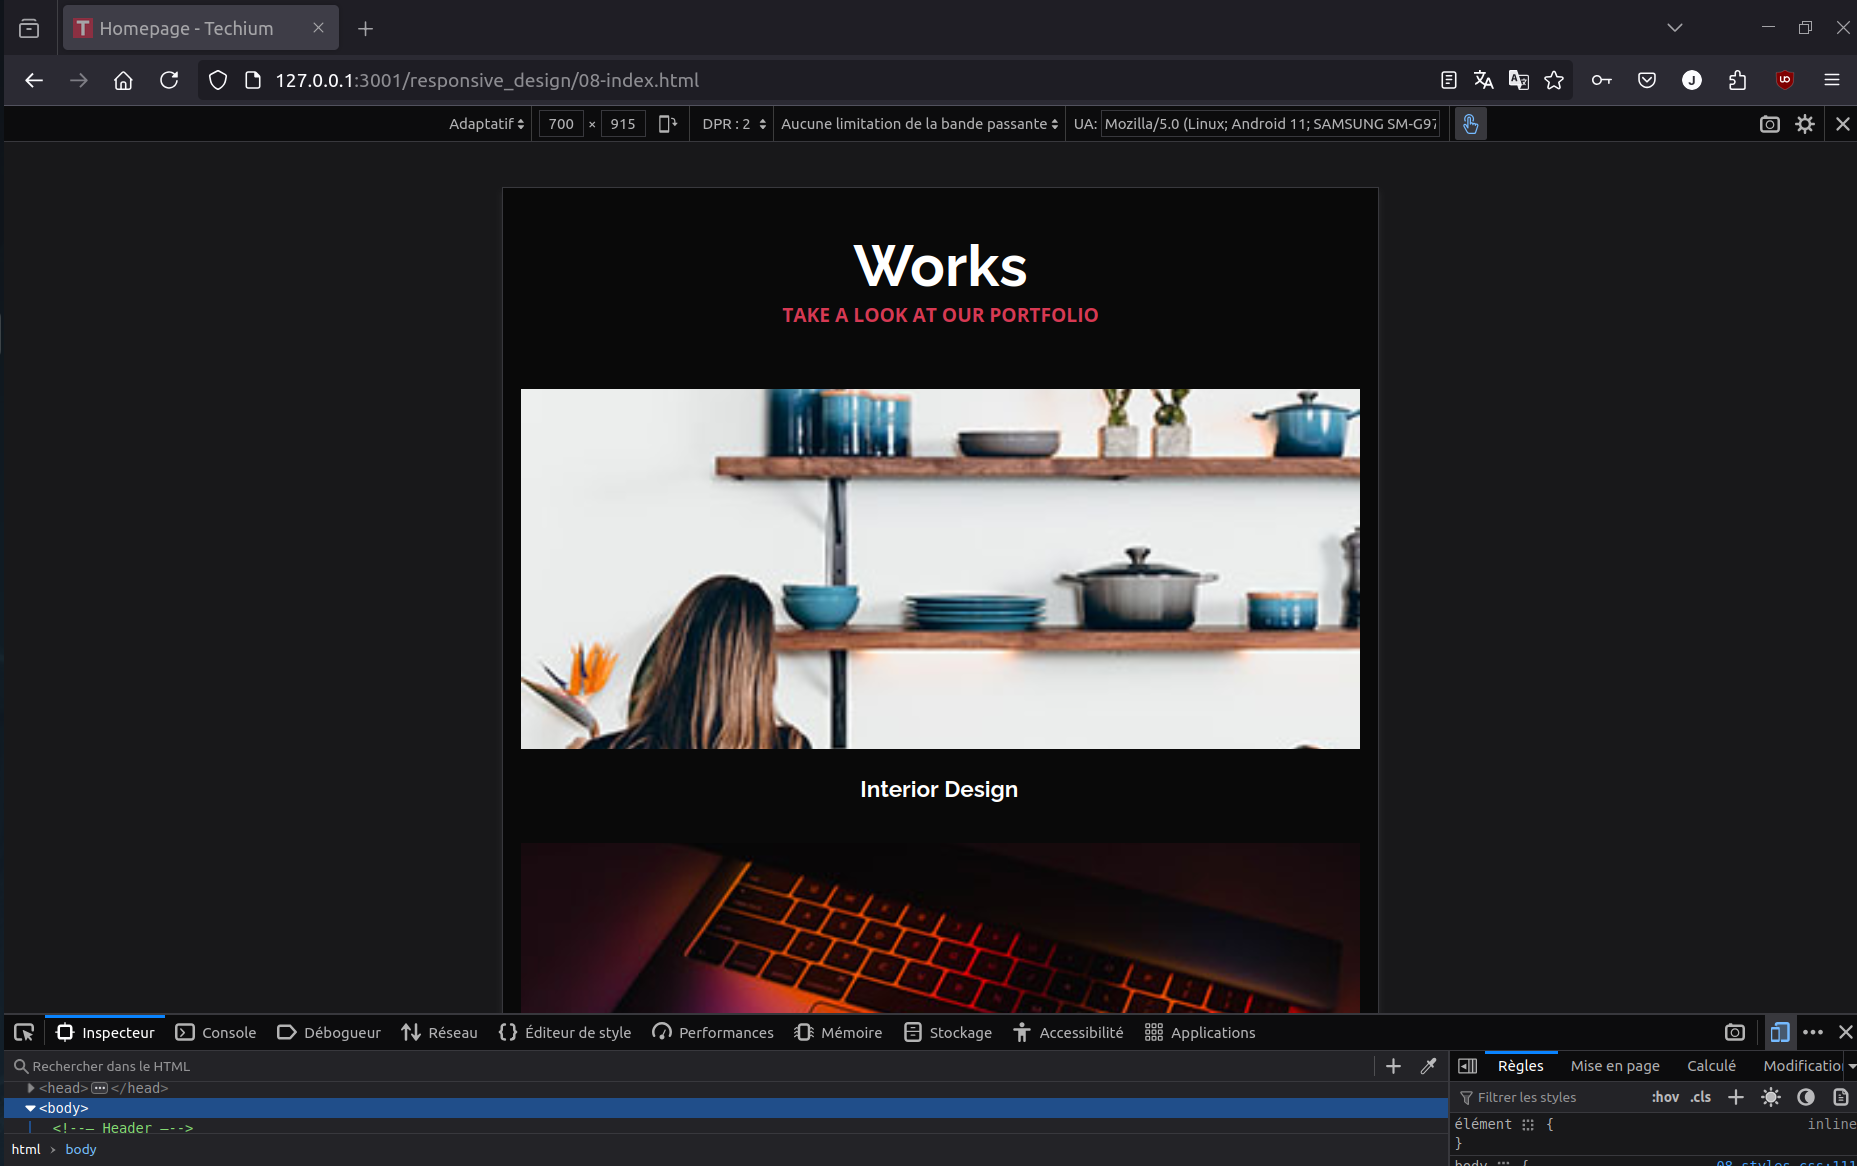 T Homepage - Techium
127.0.0.1:3001/responsive_design/08-index.html
J
Adaptatif 700 × 915 DPR : 2 Aucune limitation de la bande passante UA: Mozilla/5.0 (Linux; Android 11; SAMSUNG SM-G97
Works
TAKE A LOOK AT OUR PORTFOLIO
Interior Design
Inspecteur Console Débogueur Réseau Éditeur de style Performances Mémoire Stockage Accessibilité Applications
Rechercher dans le HTML
<head> ••• </head>
<body>
<!--— Header —-->
html › body
Règles Mise en page Calculé Modificatio
Filtrer les styles :hov .cls
élément { inline
}
body { 08-styles.css:111